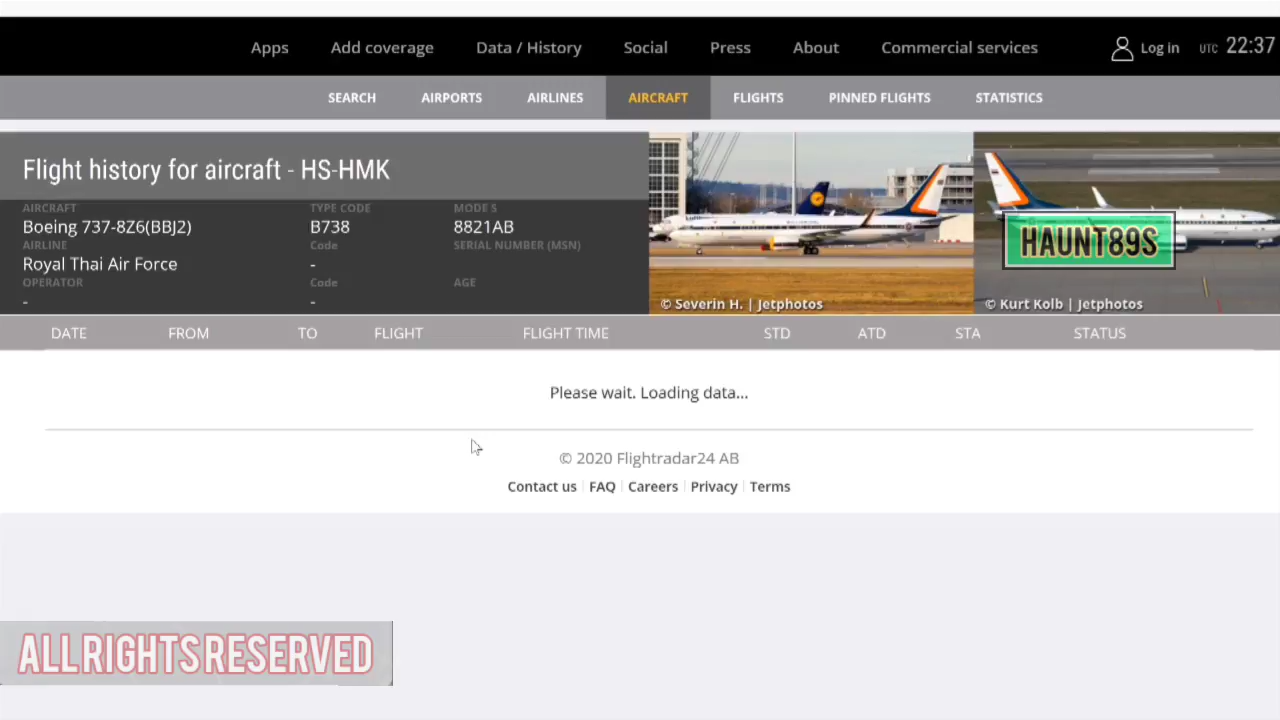 Apps Add coverage Data / History Social Press About Commercial services Log in UTC 22:37
SEARCH AIRPORTS AIRLINES AIRCRAFT FLIGHTS PINNED FLIGHTS STATISTICS
Flight history for aircraft - HS-HMK
AIRCRAFT TYPE CODE MODE S
Boeing 737-8Z6(BBJ2) B738 8821AB
AIRLINE Code SERIAL NUMBER (MSN)
Royal Thai Air Force -
OPERATOR Code AGE
- -
HAUNT89S
© Severin H. | Jetphotos © Kurt Kolb | Jetphotos
DATE FROM TO FLIGHT FLIGHT TIME STD ATD STA STATUS
Please wait. Loading data...
© 2020 Flightradar24 AB
Contact us FAQ Careers Privacy Terms
ALL RIGHTS RESERVED